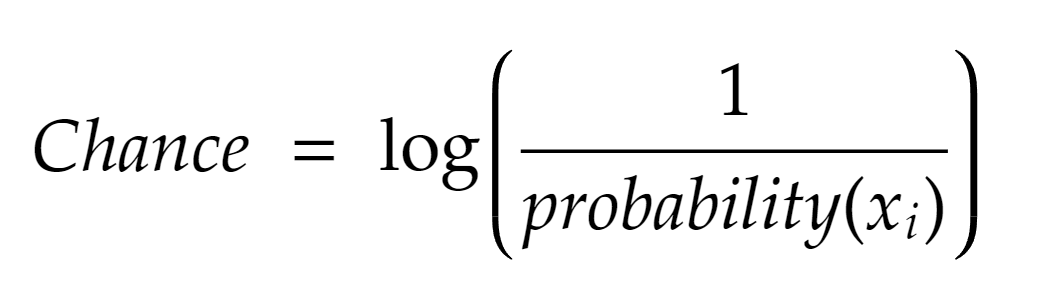 Chance = log(1/probability(xᵢ))